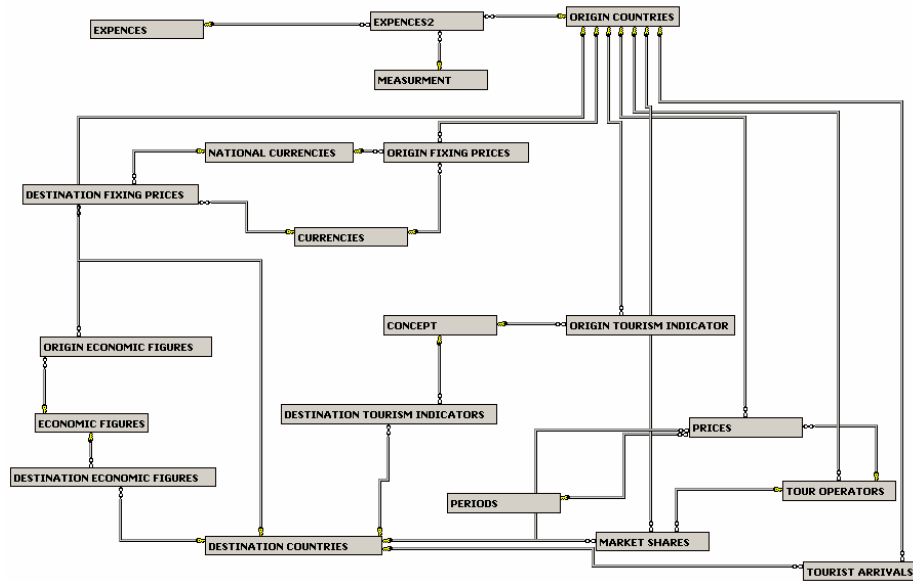 ORIGIN COUNTRIES
EXPENCES2
EXPENCES
MEASURMENT
NATIONAL CURRENCIES
ORIGIN FIXING PRICES
DESTINATION FIXING PRICES
CURRENCIES
CONCEPT
ORIGIN TOURISM INDICATOR
ORIGIN ECONOMIC FIGURES
DESTINATION TOURISM INDICATORS
ECONOMIC FIGURES
PRICES
DESTINATION ECONOMIC FIGURES
TOUR OPERATORS
PERIODS
DESTINATION COUNTRIES
MARKET SHARES
TOURIST ARRIVALS